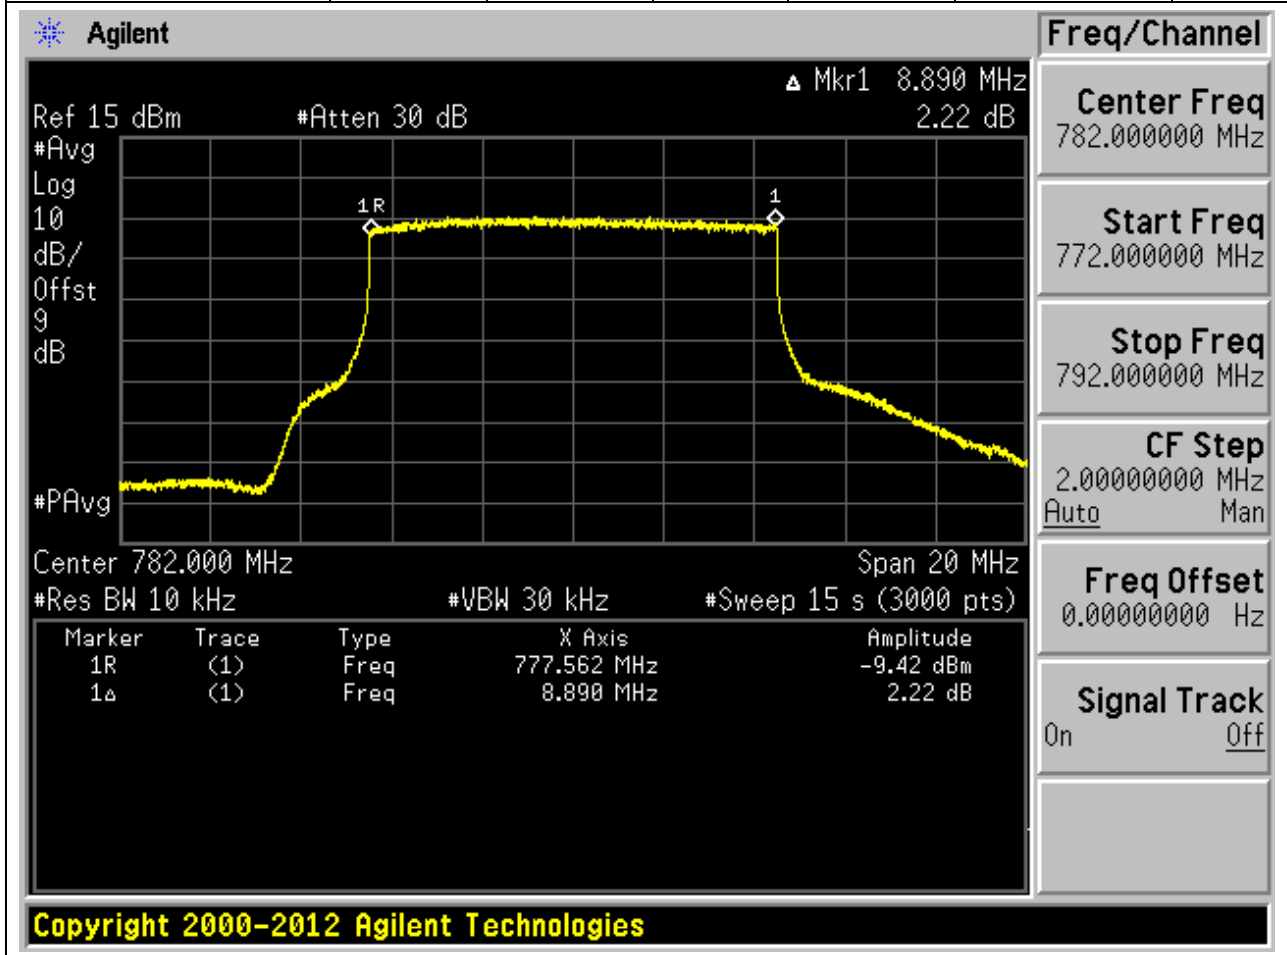 Agilent
Freq/Channel
Δ Mkr1 8.890 MHz
Ref 15 dBm #Atten 30 dB 2.22 dB
#Avg
Log
10
dB/
Offst
9
dB
#PAvg
1R
1
Center 782.000 MHz Span 20 MHz
#Res BW 10 kHz #VBW 30 kHz #Sweep 15 s (3000 pts)
Marker Trace Type X Axis Amplitude
1R (1) Freq 777.562 MHz -9.42 dBm
1Δ (1) Freq 8.890 MHz 2.22 dB
Center Freq
782.000000 MHz
Start Freq
772.000000 MHz
Stop Freq
792.000000 MHz
CF Step
2.00000000 MHz
Auto Man
Freq Offset
0.00000000 Hz
Signal Track
On Off
Copyright 2000-2012 Agilent Technologies